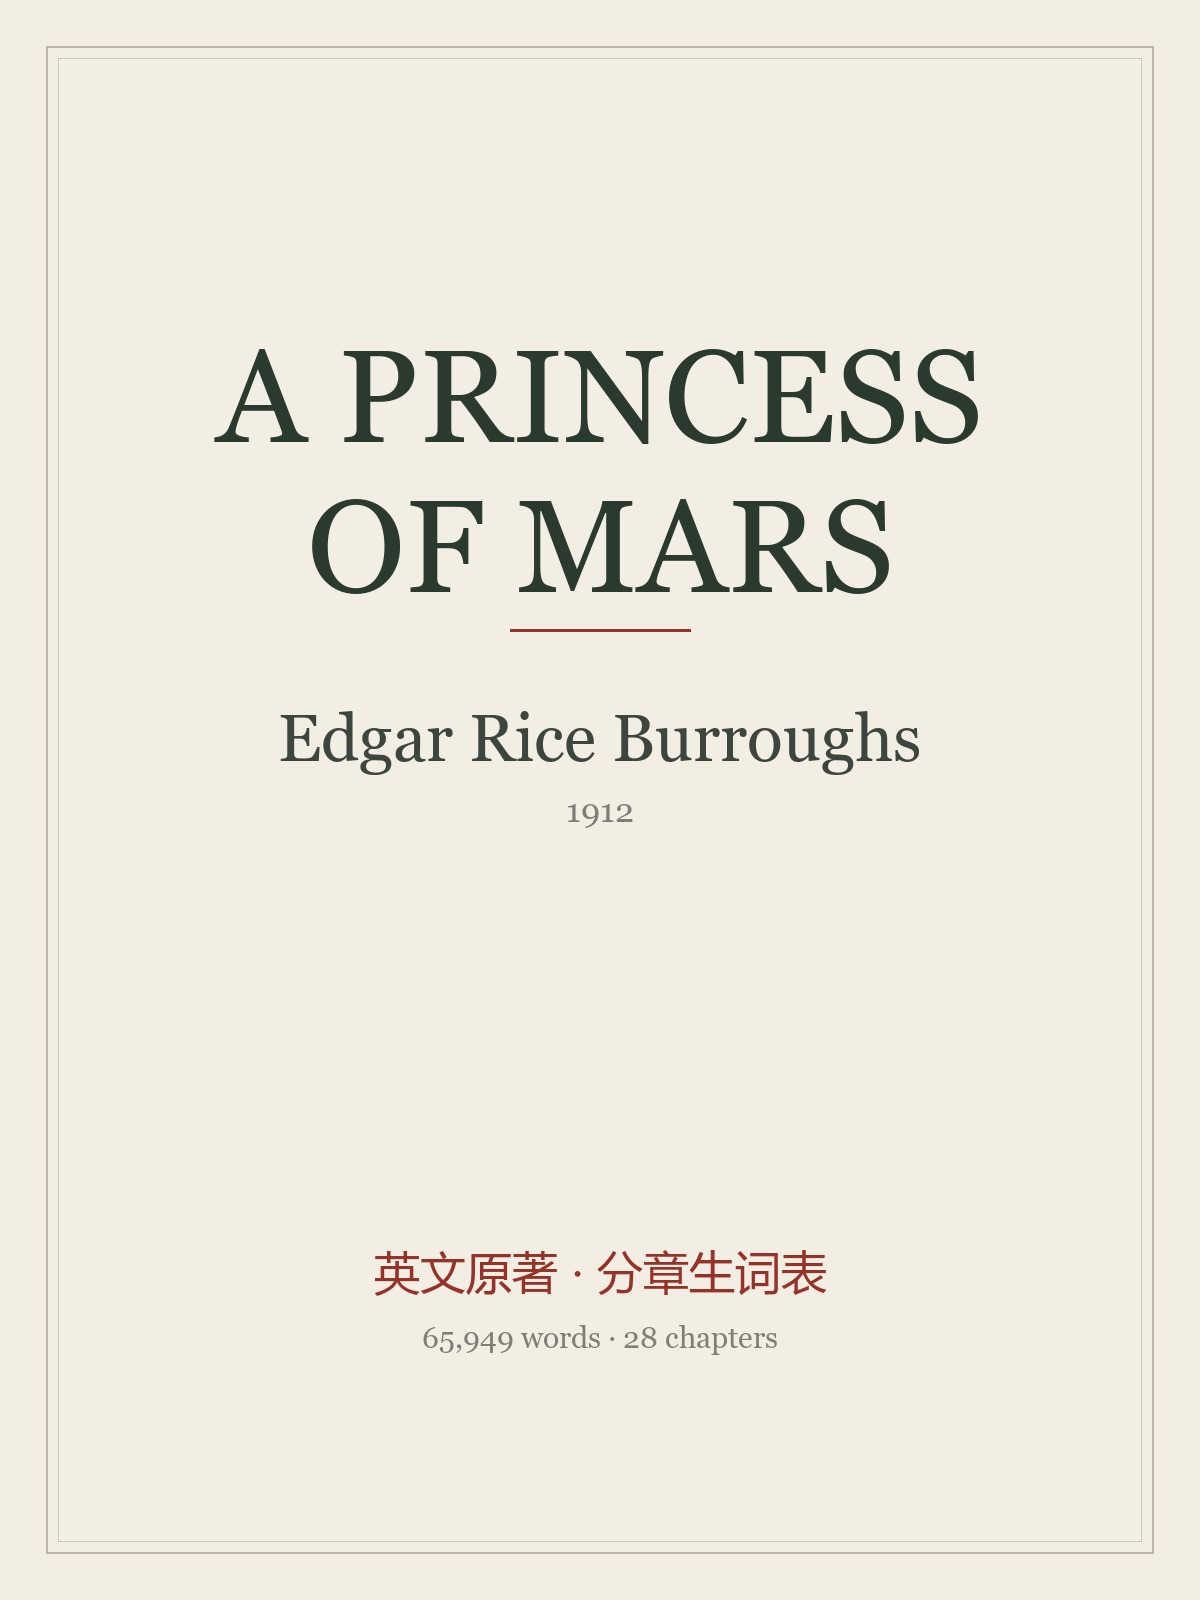 A PRINCESS
OF MARS
Edgar Rice Burroughs
1912
英文原著 · 分章生词表
65,949 words · 28 chapters